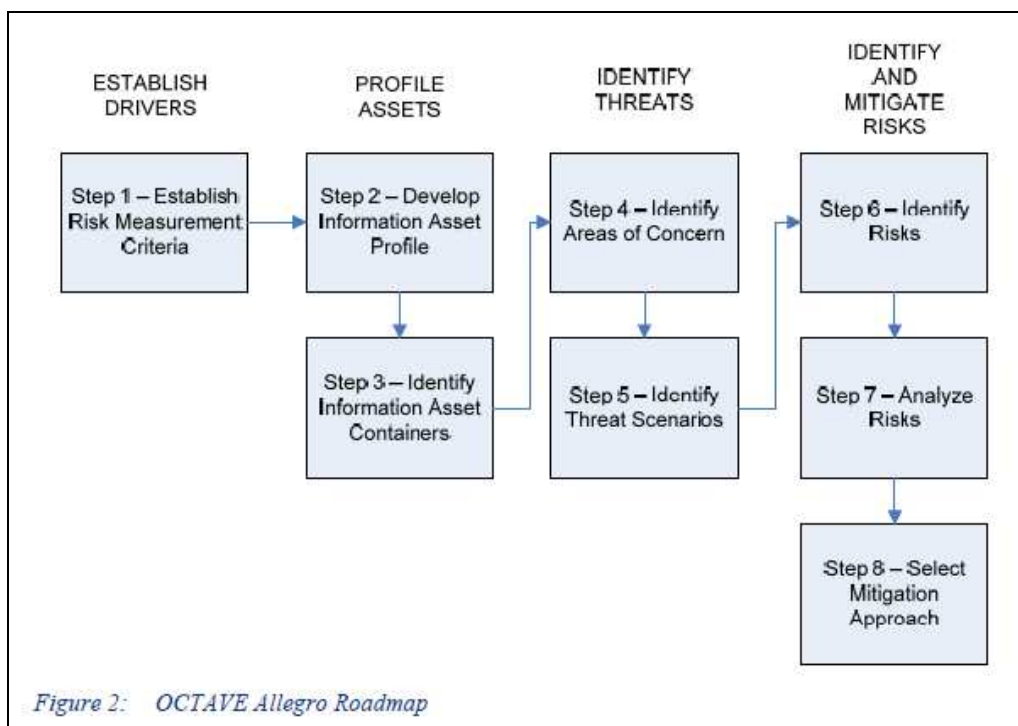 ESTABLISH
DRIVERS
PROFILE
ASSETS
IDENTIFY
THREATS
IDENTIFY
AND
MITIGATE
RISKS
Step 1 – Establish
Risk Measurement
Criteria
Step 2 – Develop
Information Asset
Profile
Step 3 – Identify
Information Asset
Containers
Step 4 – Identify
Areas of Concern
Step 5 – Identify
Threat Scenarios
Step 6 – Identify
Risks
Step 7 – Analyze
Risks
Step 8 – Select
Mitigation
Approach
Figure 2: OCTAVE Allegro Roadmap